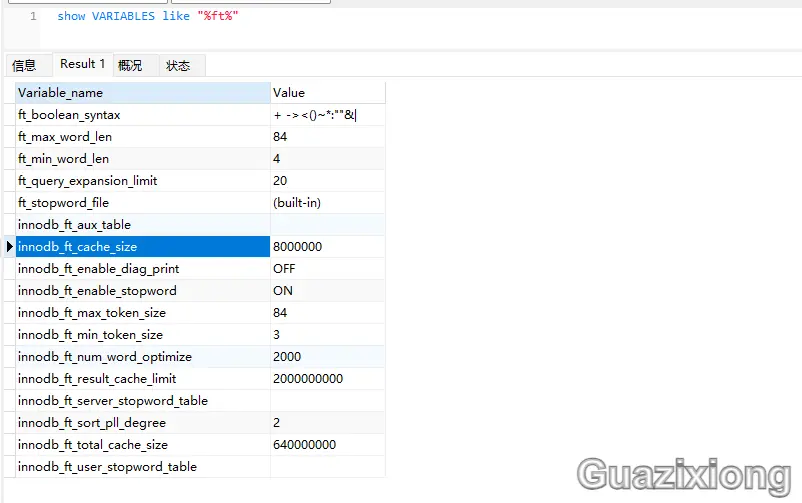 1 show VARIABLES like "%ft%"
信息 Result 1 概况 状态
Variable_name Value
ft_boolean_syntax + -><()~*:""&|
ft_max_word_len 84
ft_min_word_len 4
ft_query_expansion_limit 20
ft_stopword_file (built-in)
innodb_ft_aux_table
innodb_ft_cache_size 8000000
innodb_ft_enable_diag_print OFF
innodb_ft_enable_stopword ON
innodb_ft_max_token_size 84
innodb_ft_min_token_size 3
innodb_ft_num_word_optimize 2000
innodb_ft_result_cache_limit 2000000000
innodb_ft_server_stopword_table
innodb_ft_sort_pll_degree 2
innodb_ft_total_cache_size 640000000
innodb_ft_user_stopword_table
Guazixiong